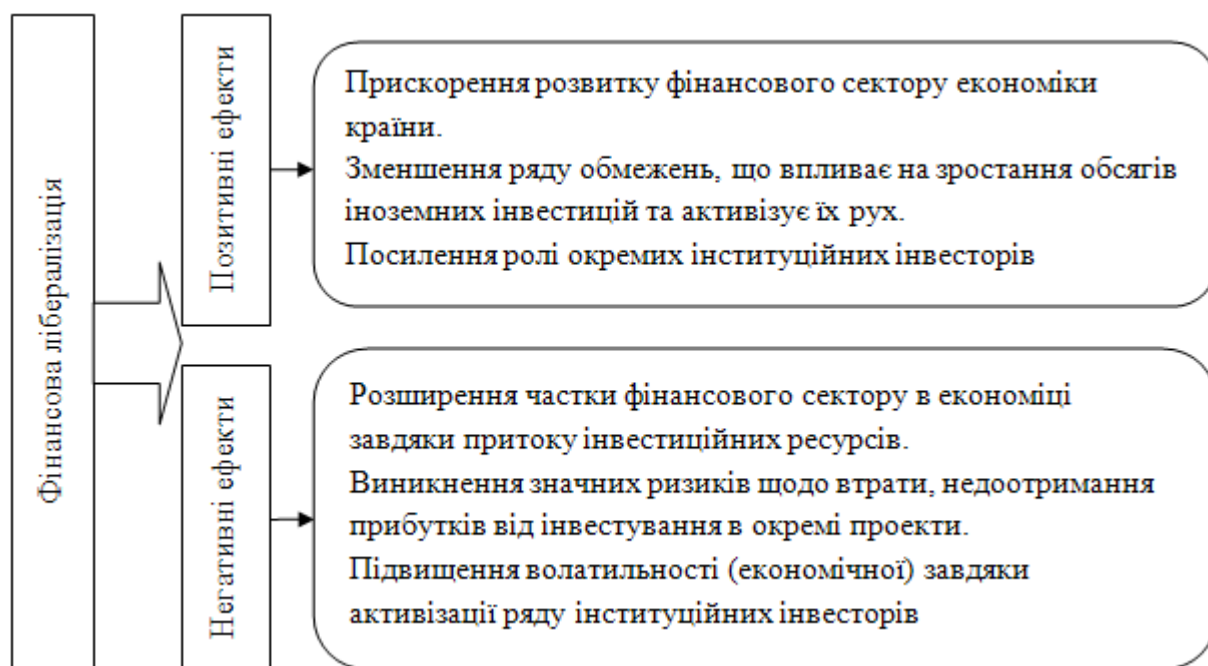 Фінансова лібералізація
Позитивні ефекти
Прискорення розвитку фінансового сектору економіки
країни.
Зменшення ряду обмежень, що впливає на зростання обсягів
іноземних інвестицій та активізує їх рух.
Посилення ролі окремих інституційних інвесторів
Негативні ефекти
Розширення частки фінансового сектору в економіці
завдяки притоку інвестиційних ресурсів.
Виникнення значних ризиків щодо втрати, недоотримання
прибутків від інвестування в окремі проекти.
Підвищення волатильності (економічної) завдяки
активізації ряду інституційних інвесторів